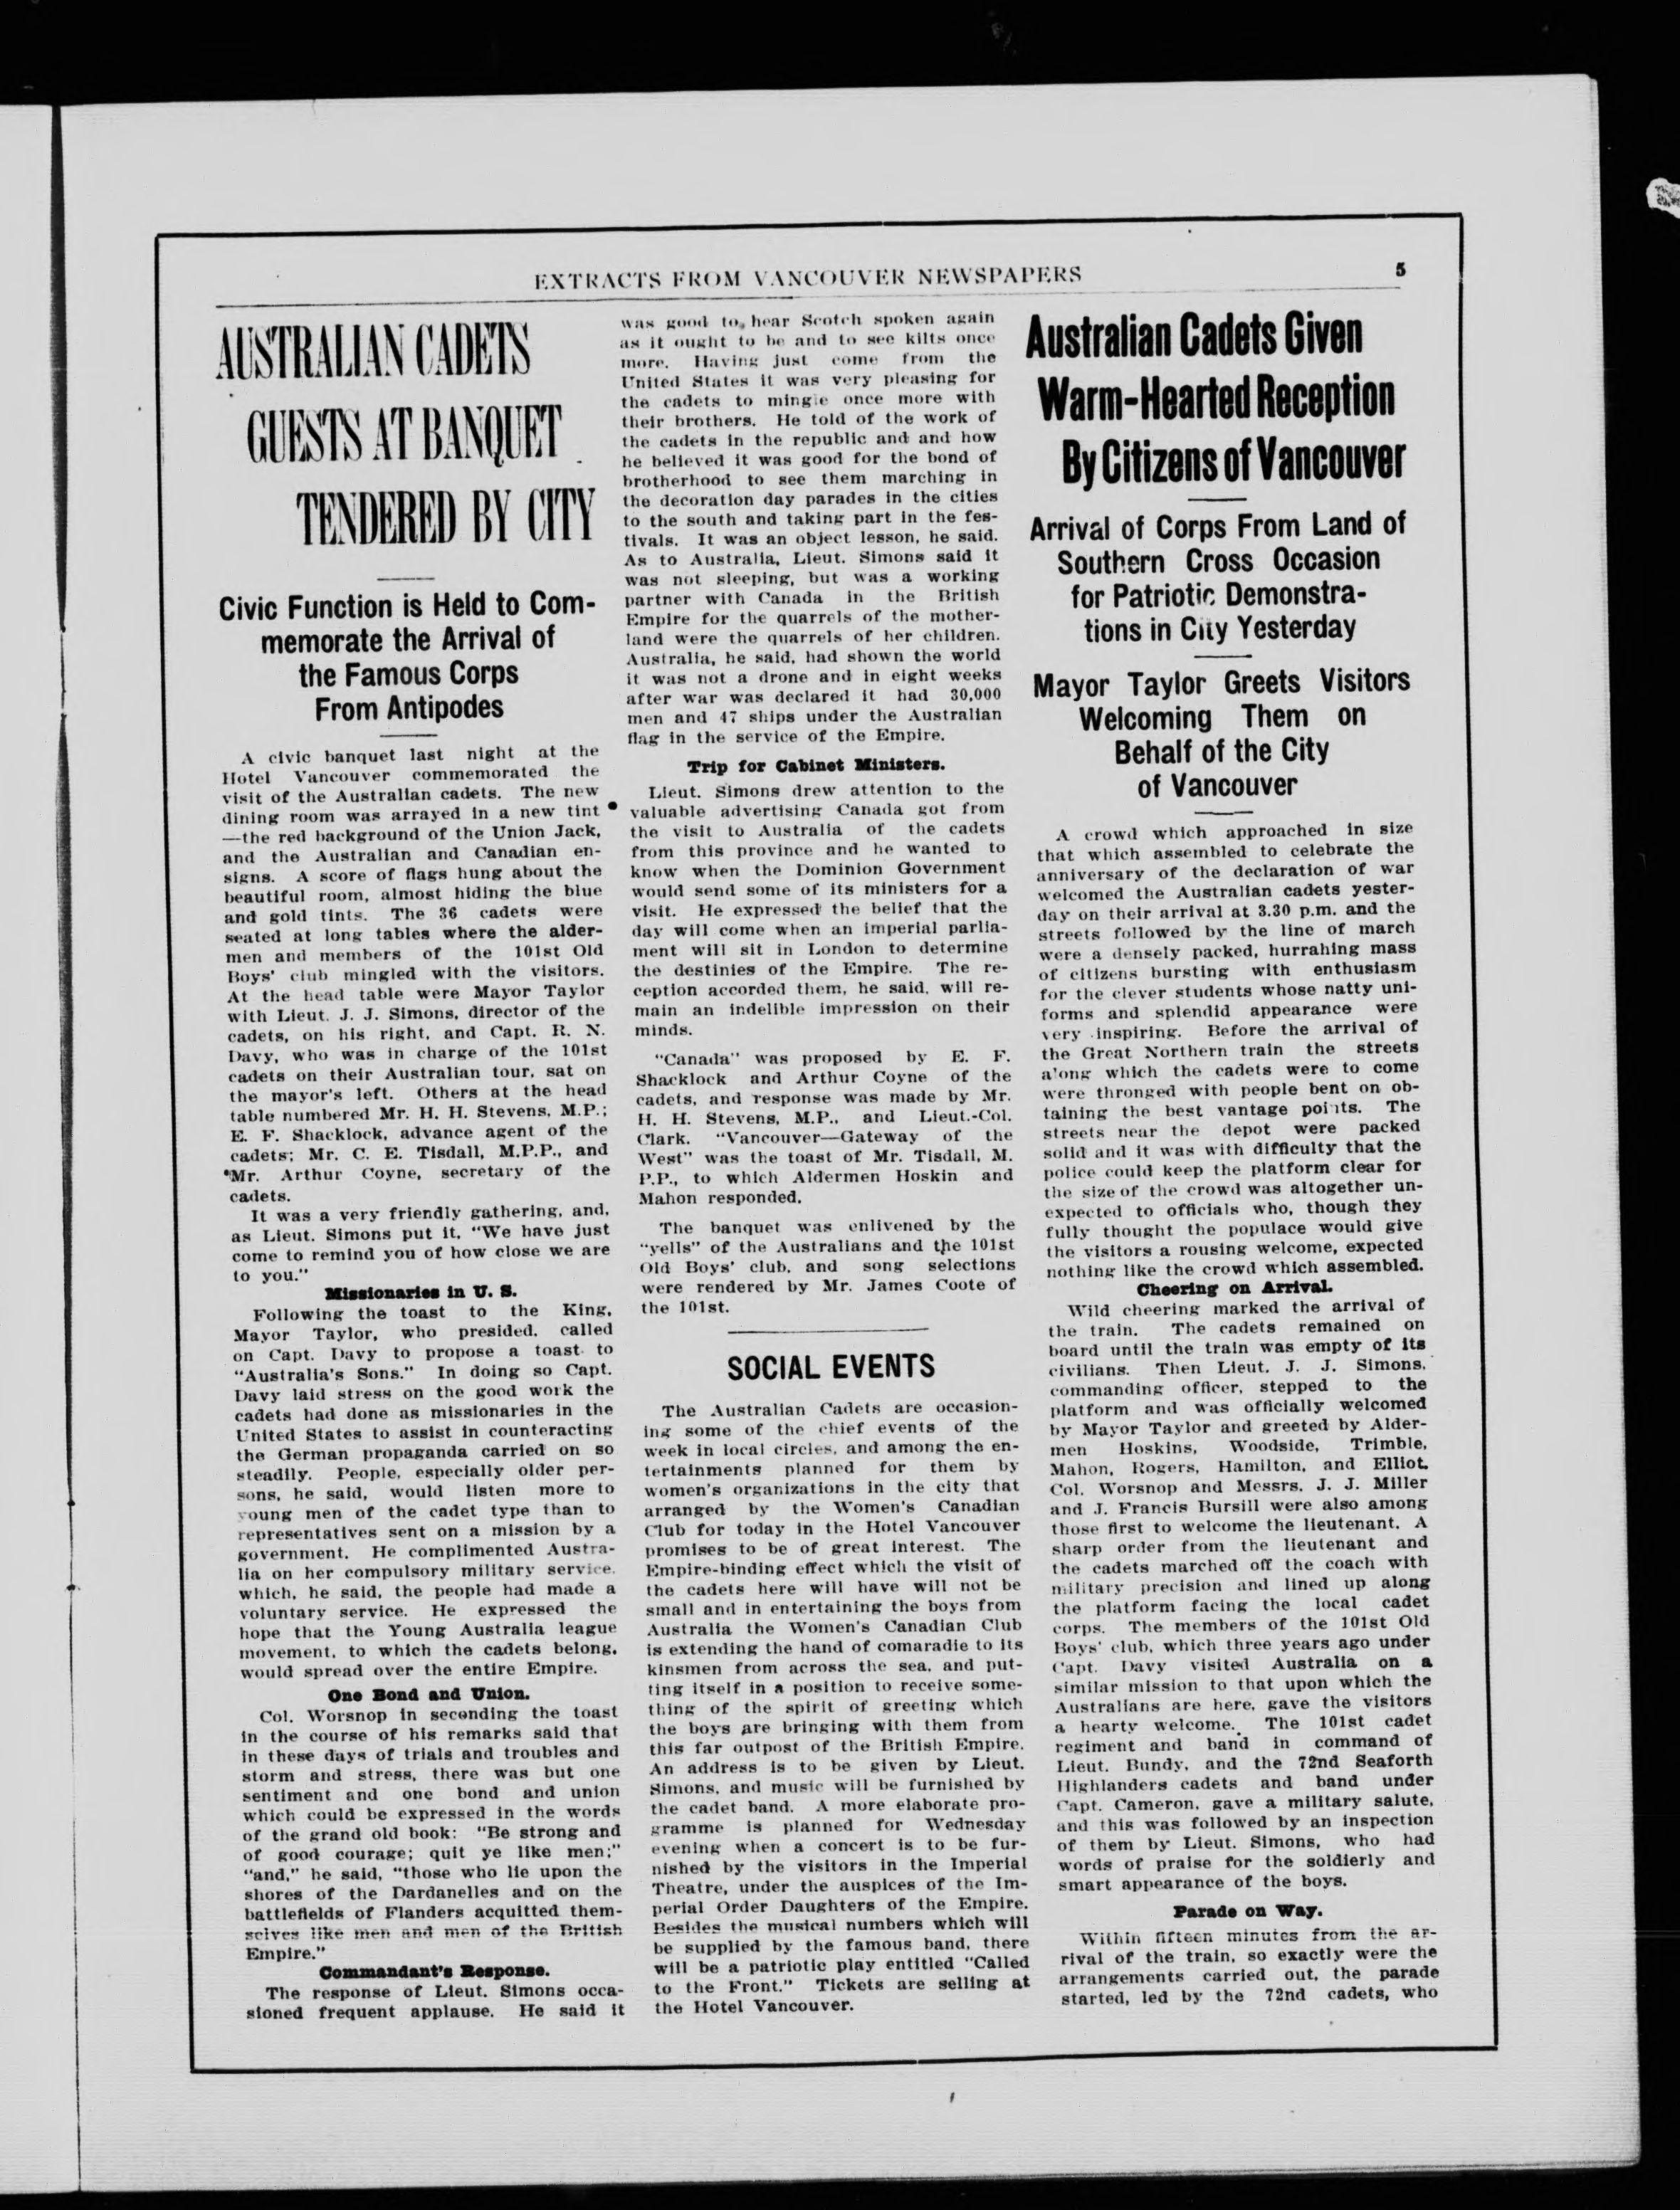 EXTRACTS FROM VANCOUVER NEWSPAPERS
5
AUSTRALIAN CADETS
GUESTS AT BANQUET
TENDERED BY CITY
Civic Function is Held to Com-
memorate the Arrival of
the Famous Corps
From Antipodes
A civic banquet last night at the
Hotel Vancouver commemorated the
visit of the Australian cadets. The new
dining room was arrayed in a new tint
—the red background of the Union Jack,
and the Australian and Canadian en-
signs. A score of flags hung about the
beautiful room, almost hiding the blue
and gold tints. The 36 cadets were
seated at long tables where the alder-
men and members of the 101st Old
Boys' club mingled with the visitors.
At the head table were Mayor Taylor
with Lieut. J. J. Simons, director of the
cadets, on his right, and Capt. R. N.
Davy, who was in charge of the 101st
cadets on their Australian tour, sat on
the mayor's left. Others at the head
table numbered Mr. H. H. Stevens, M.P.;
E. F. Shacklock, advance agent of the
cadets; Mr. C. E. Tisdall, M.P.P., and
Mr. Arthur Coyne, secretary of the
cadets.
It was a very friendly gathering, and,
as Lieut. Simons put it, "We have just
come to remind you of how close we are
to you."
Missionaries in U. S.
Following the toast to the King,
Mayor Taylor, who presided, called
on Capt. Davy to propose a toast to
"Australia's Sons." In doing so Capt.
Davy laid stress on the good work the
cadets had done as missionaries in the
United States to assist in counteracting
the German propaganda carried on so
steadily. People, especially older per-
sons, he said, would listen more to
young men of the cadet type than to
representatives sent on a mission by a
government. He complimented Austra-
lia on her compulsory military service,
which, he said, the people had made a
voluntary service. He expressed the
hope that the Young Australia league
movement, to which the cadets belong,
would spread over the entire Empire.
One Bond and Union.
Col. Worsnop in seconding the toast
in the course of his remarks said that
in these days of trials and troubles and
storm and stress, there was but one
sentiment and one bond and union
which could be expressed in the words
of the grand old book: "Be strong and
of good courage; quit ye like men;"
"and," he said, "those who lie upon the
shores of the Dardanelles and on the
battlefields of Flanders acquitted them-
selves like men and men of the British
Empire."
Commandant's Response.
The response of Lieut. Simons occa-
sioned frequent applause. He said it
was good to hear Scotch spoken again
as it ought to be and to see kilts once
more. Having just come from the
United States it was very pleasing for
the cadets to mingle once more with
their brothers. He told of the work of
the cadets in the republic and and how
he believed it was good for the bond of
brotherhood to see them marching in
the decoration day parades in the cities
to the south and taking part in the fes-
tivals. It was an object lesson, he said.
As to Australia, Lieut. Simons said it
was not sleeping, but was a working
partner with Canada in the British
Empire for the quarrels of the mother-
land were the quarrels of her children.
Australia, he said, had shown the world
it was not a drone and in eight weeks
after war was declared it had 30,000
men and 47 ships under the Australian
flag in the service of the Empire.
Trip for Cabinet Ministers.
Lieut. Simons drew attention to the
valuable advertising Canada got from
the visit to Australia of the cadets
from this province and he wanted to
know when the Dominion Government
would send some of its ministers for a
visit. He expressed the belief that the
day will come when an imperial parlia-
ment will sit in London to determine
the destinies of the Empire. The re-
ception accorded them, he said, will re-
main an indelible impression on their
minds.
"Canada" was proposed by E. F.
Shacklock and Arthur Coyne of the
cadets, and response was made by Mr.
H. H. Stevens, M.P., and Lieut.-Col.
Clark. "Vancouver—Gateway of the
West" was the toast of Mr. Tisdall, M.
P.P., to which Aldermen Hoskin and
Mahon responded.
The banquet was enlivened by the
"yells" of the Australians and the 101st
Old Boys' club, and song selections
were rendered by Mr. James Coote of
the 101st.
SOCIAL EVENTS
The Australian Cadets are occasion-
ing some of the chief events of the
week in local circles, and among the en-
tertainments planned for them by
women's organizations in the city that
arranged by the Women's Canadian
Club for today in the Hotel Vancouver
promises to be of great interest. The
Empire-binding effect which the visit of
the cadets here will have will not be
small and in entertaining the boys from
Australia the Women's Canadian Club
is extending the hand of comaradie to its
kinsmen from across the sea, and put-
ting itself in a position to receive some-
thing of the spirit of greeting which
the boys are bringing with them from
this far outpost of the British Empire.
An address is to be given by Lieut.
Simons, and music will be furnished by
the cadet band. A more elaborate pro-
gramme is planned for Wednesday
evening when a concert is to be fur-
nished by the visitors in the Imperial
Theatre, under the auspices of the Im-
perial Order Daughters of the Empire.
Besides the musical numbers which will
be supplied by the famous band, there
will be a patriotic play entitled "Called
to the Front." Tickets are selling at
the Hotel Vancouver.
Australian Cadets Given
Warm-Hearted Reception
By Citizens of Vancouver
Arrival of Corps From Land of
Southern Cross Occasion
for Patriotic Demonstra-
tions in City Yesterday
Mayor Taylor Greets Visitors
Welcoming Them on
Behalf of the City
of Vancouver
A crowd which approached in size
that which assembled to celebrate the
anniversary of the declaration of war
welcomed the Australian cadets yester-
day on their arrival at 3.30 p.m. and the
streets followed by the line of march
were a densely packed, hurrahing mass
of citizens bursting with enthusiasm
for the clever students whose natty uni-
forms and splendid appearance were
very inspiring. Before the arrival of
the Great Northern train the streets
along which the cadets were to come
were thronged with people bent on ob-
taining the best vantage points. The
streets near the depot were packed
solid and it was with difficulty that the
police could keep the platform clear for
the size of the crowd was altogether un-
expected to officials who, though they
fully thought the populace would give
the visitors a rousing welcome, expected
nothing like the crowd which assembled.
Cheering on Arrival.
Wild cheering marked the arrival of
the train. The cadets remained on
board until the train was empty of its
civilians. Then Lieut. J. J. Simons,
commanding officer, stepped to the
platform and was officially welcomed
by Mayor Taylor and greeted by Alder-
men Hoskins, Woodside, Trimble,
Mahon, Rogers, Hamilton, and Elliot.
Col. Worsnop and Messrs. J. J. Miller
and J. Francis Bursill were also among
those first to welcome the lieutenant. A
sharp order from the lieutenant and
the cadets marched off the coach with
military precision and lined up along
the platform facing the local cadet
corps. The members of the 101st Old
Boys' club, which three years ago under
Capt. Davy visited Australia on a
similar mission to that upon which the
Australians are here, gave the visitors
a hearty welcome. The 101st cadet
regiment and band in command of
Lieut. Bundy, and the 72nd Seaforth
Highlanders cadets and band under
Capt. Cameron, gave a military salute,
and this was followed by an inspection
of them by Lieut. Simons, who had
words of praise for the soldierly and
smart appearance of the boys.
Parade on Way.
Within fifteen minutes from the ar-
rival of the train, so exactly were the
arrangements carried out, the parade
started, led by the 72nd cadets, who